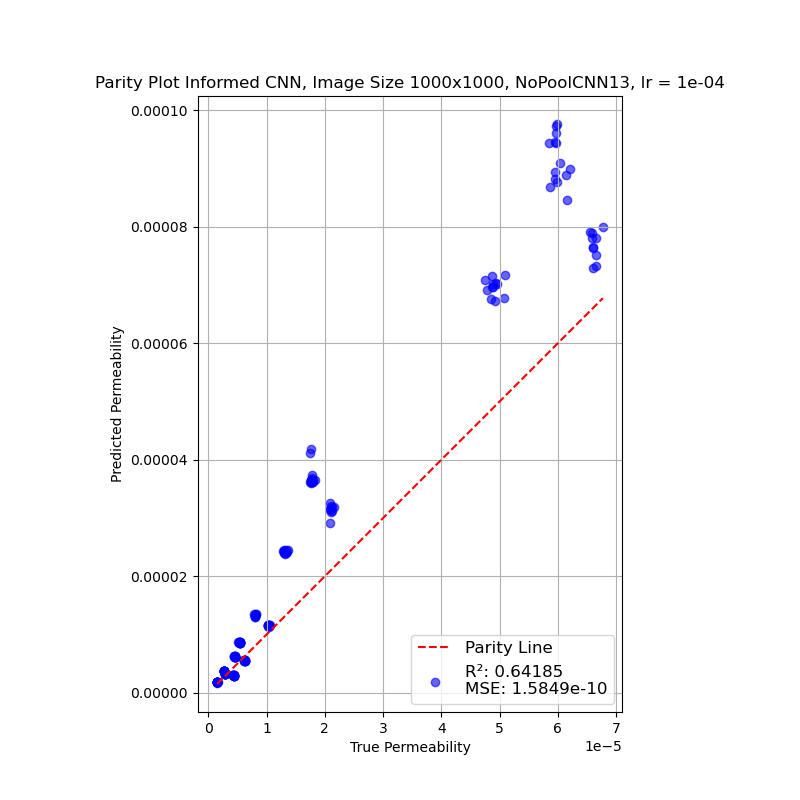 Parity Plot Informed CNN, Image Size 1000x1000, NoPoolCNN13, lr = 1e-04
Predicted Permeability
0.00010
0.00008
0.00006
0.00004
0.00002
0.00000
Parity Line
R²: 0.64185
MSE: 1.5849e-10
0 1 2 3 4 5 6 7
1e−5
True Permeability